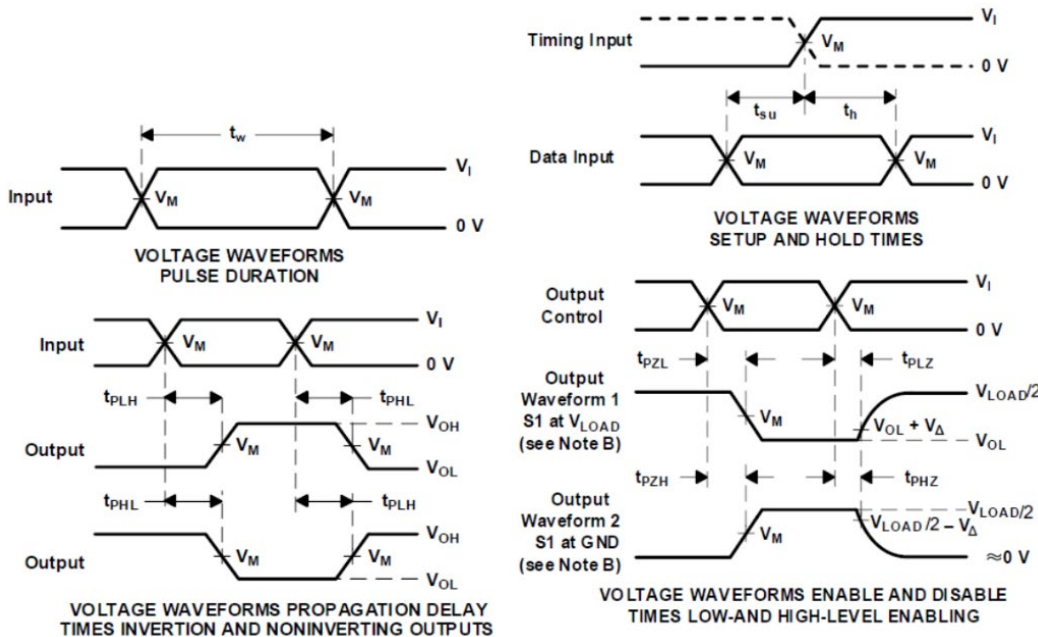 t_w
V_I
Input
V_M
V_M
0 V
VOLTAGE WAVEFORMS
PULSE DURATION
Timing Input
V_I
V_M
0 V
t_su
t_h
Data Input
V_I
V_M
V_M
0 V
VOLTAGE WAVEFORMS
SETUP AND HOLD TIMES
Input
V_I
V_M
V_M
0 V
t_PLH
t_PHL
Output
V_OH
V_M
V_M
V_OL
t_PHL
t_PLH
Output
V_OH
V_M
V_M
V_OL
VOLTAGE WAVEFORMS PROPAGATION DELAY
TIMES INVERTION AND NONINVERTING OUTPUTS
Output
Control
V_I
V_M
V_M
0 V
t_PZL
t_PLZ
Output
Waveform 1
S1 at V_LOAD
(see Note B)
V_LOAD/2
V_M
V_OL + V_Δ
V_OL
t_PZH
t_PHZ
Output
Waveform 2
S1 at GND
(see Note B)
V_LOAD/2
V_M
V_LOAD/2 – V_Δ
≈0 V
VOLTAGE WAVEFORMS ENABLE AND DISABLE
TIMES LOW-AND HIGH-LEVEL ENABLING